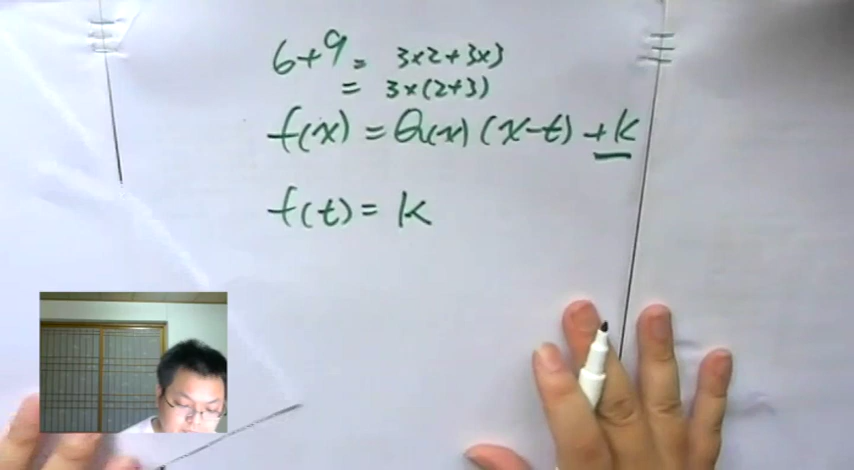 6+9 = 3×2+3×3
= 3×(2+3)
f(x) = Q(x) (x-t) +k
f(t) = k